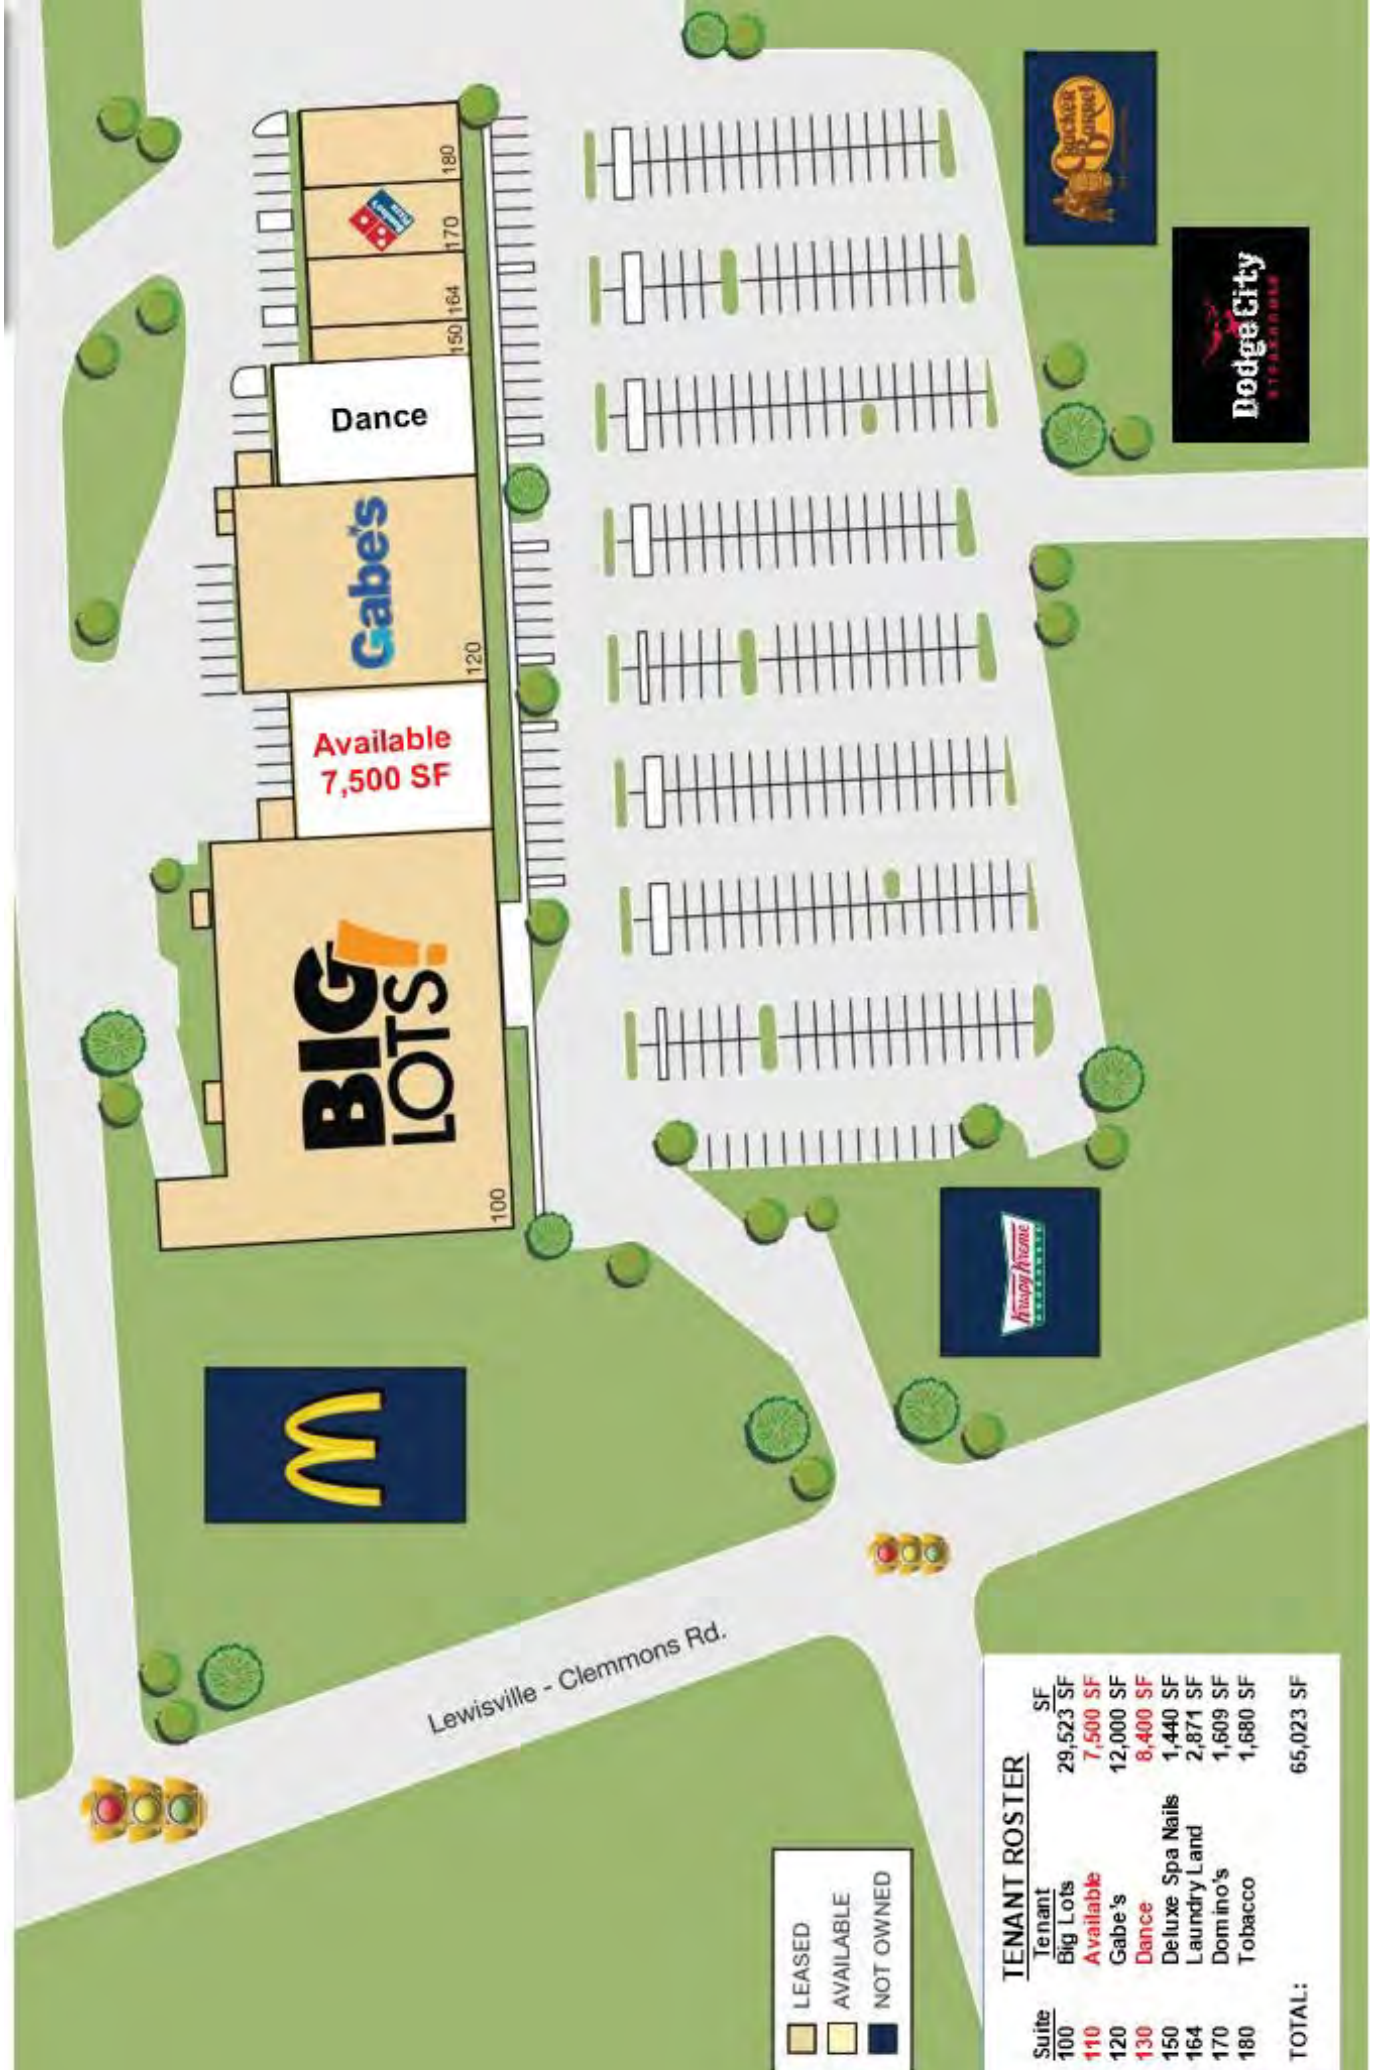 180
Domino's
Pizza
170
164
150
Dance
Gabe's
120
Available
7,500 SF
BIG
LOTS!
100
Cracker
Barrel
Dodge City
STEAKHOUSE
Krispy Kreme
DOUGHNUTS
Lewisville - Clemmons Rd.
LEASED
AVAILABLE
NOT OWNED
TENANT ROSTER
Suite Tenant SF
100 Big Lots 29,523 SF
110 Available 7,500 SF
120 Gabe's 12,000 SF
130 Dance 8,400 SF
150 Deluxe Spa Nails 1,440 SF
164 Laundry Land 2,871 SF
170 Domino's 1,609 SF
180 Tobacco 1,680 SF
TOTAL: 65,023 SF